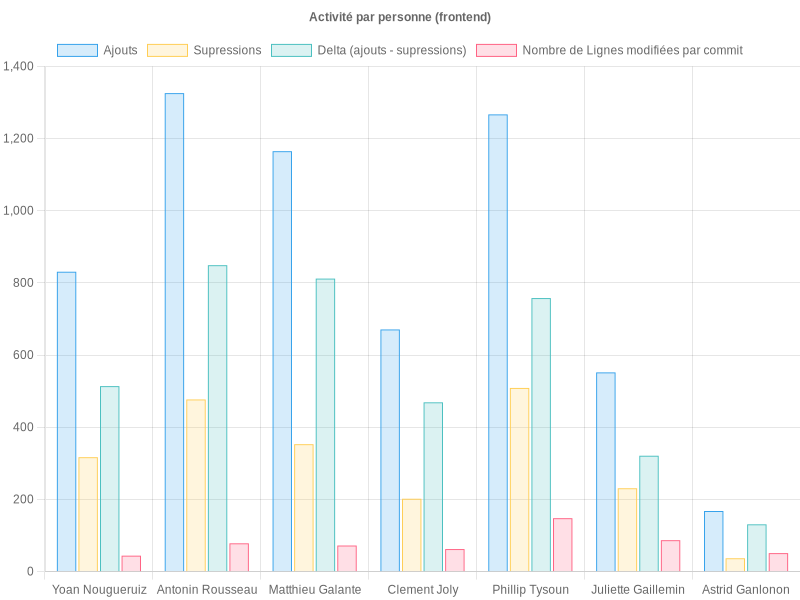 Activité par personne (frontend)
Ajouts
Supressions
Delta (ajouts - supressions)
Nombre de Lignes modifiées par commit
1,400
1,200
1,000
800
600
400
200
0
Yoan Nougueruiz
Antonin Rousseau
Matthieu Galante
Clement Joly
Phillip Tysoun
Juliette Gaillemin
Astrid Ganlonon